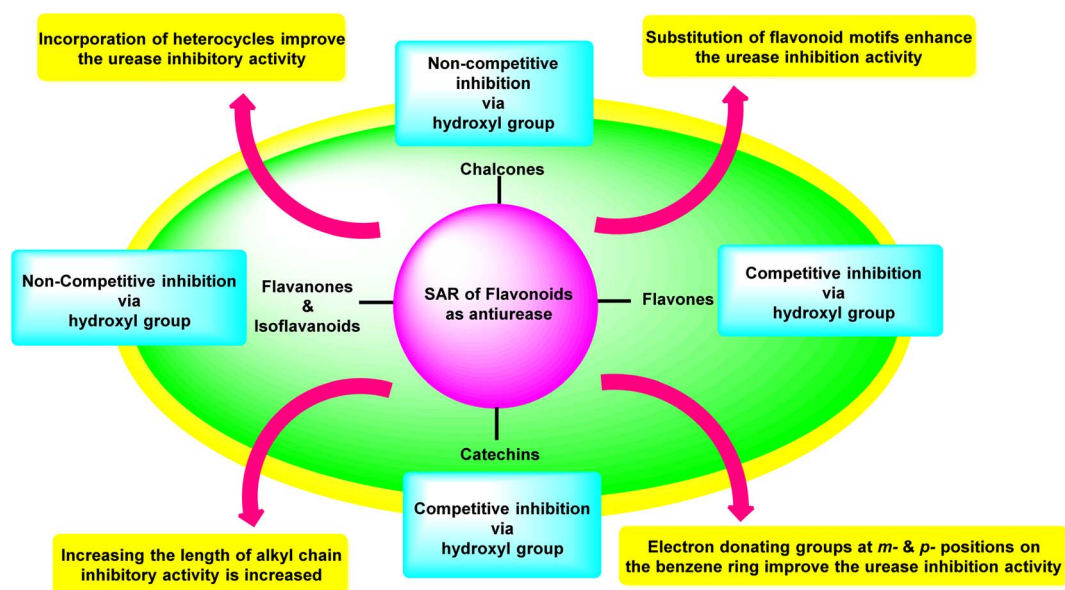 Incorporation of heterocycles improve
the urease inhibitory activity
Substitution of flavonoid motifs enhance
the urease inhibition activity
Non-competitive
inhibition
via
hydroxyl group
Chalcones
Non-Competitive inhibition
via
hydroxyl group
Flavanones
&
Isoflavanoids
SAR of Flavonoids
as antiurease
Flavones
Competitive inhibition
via
hydroxyl group
Catechins
Competitive inhibition
via
hydroxyl group
Increasing the length of alkyl chain
inhibitory activity is increased
Electron donating groups at m- & p- positions on
the benzene ring improve the urease inhibition activity